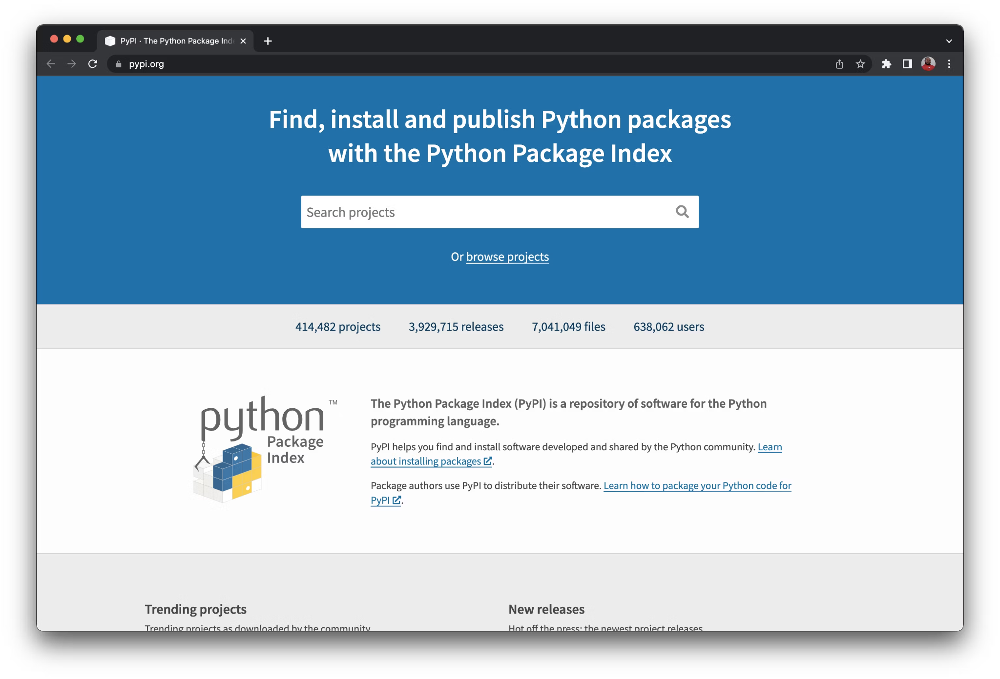 PyPI · The Python Package Ind
pypi.org
Find, install and publish Python packages
with the Python Package Index
Search projects
Or browse projects
414,482 projects 3,929,715 releases 7,041,049 files 638,062 users
python™
Package
Index
The Python Package Index (PyPI) is a repository of software for the Python
programming language.
PyPI helps you find and install software developed and shared by the Python community. Learn
about installing packages.
Package authors use PyPI to distribute their software. Learn how to package your Python code for
PyPI.
Trending projects
Trending projects as downloaded by the community
New releases
Hot off the press: the newest project releases